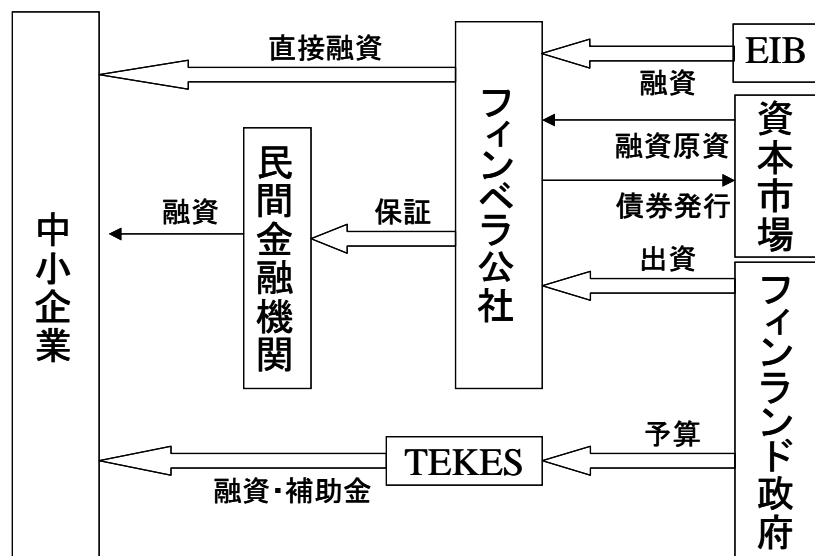 中小企業
直接融資
融資
民間金融機関
保証
フィンベラ公社
融資
EIB
融資原資
債券発行
資本市場
出資
フィンランド政府
予算
TEKES
融資・補助金